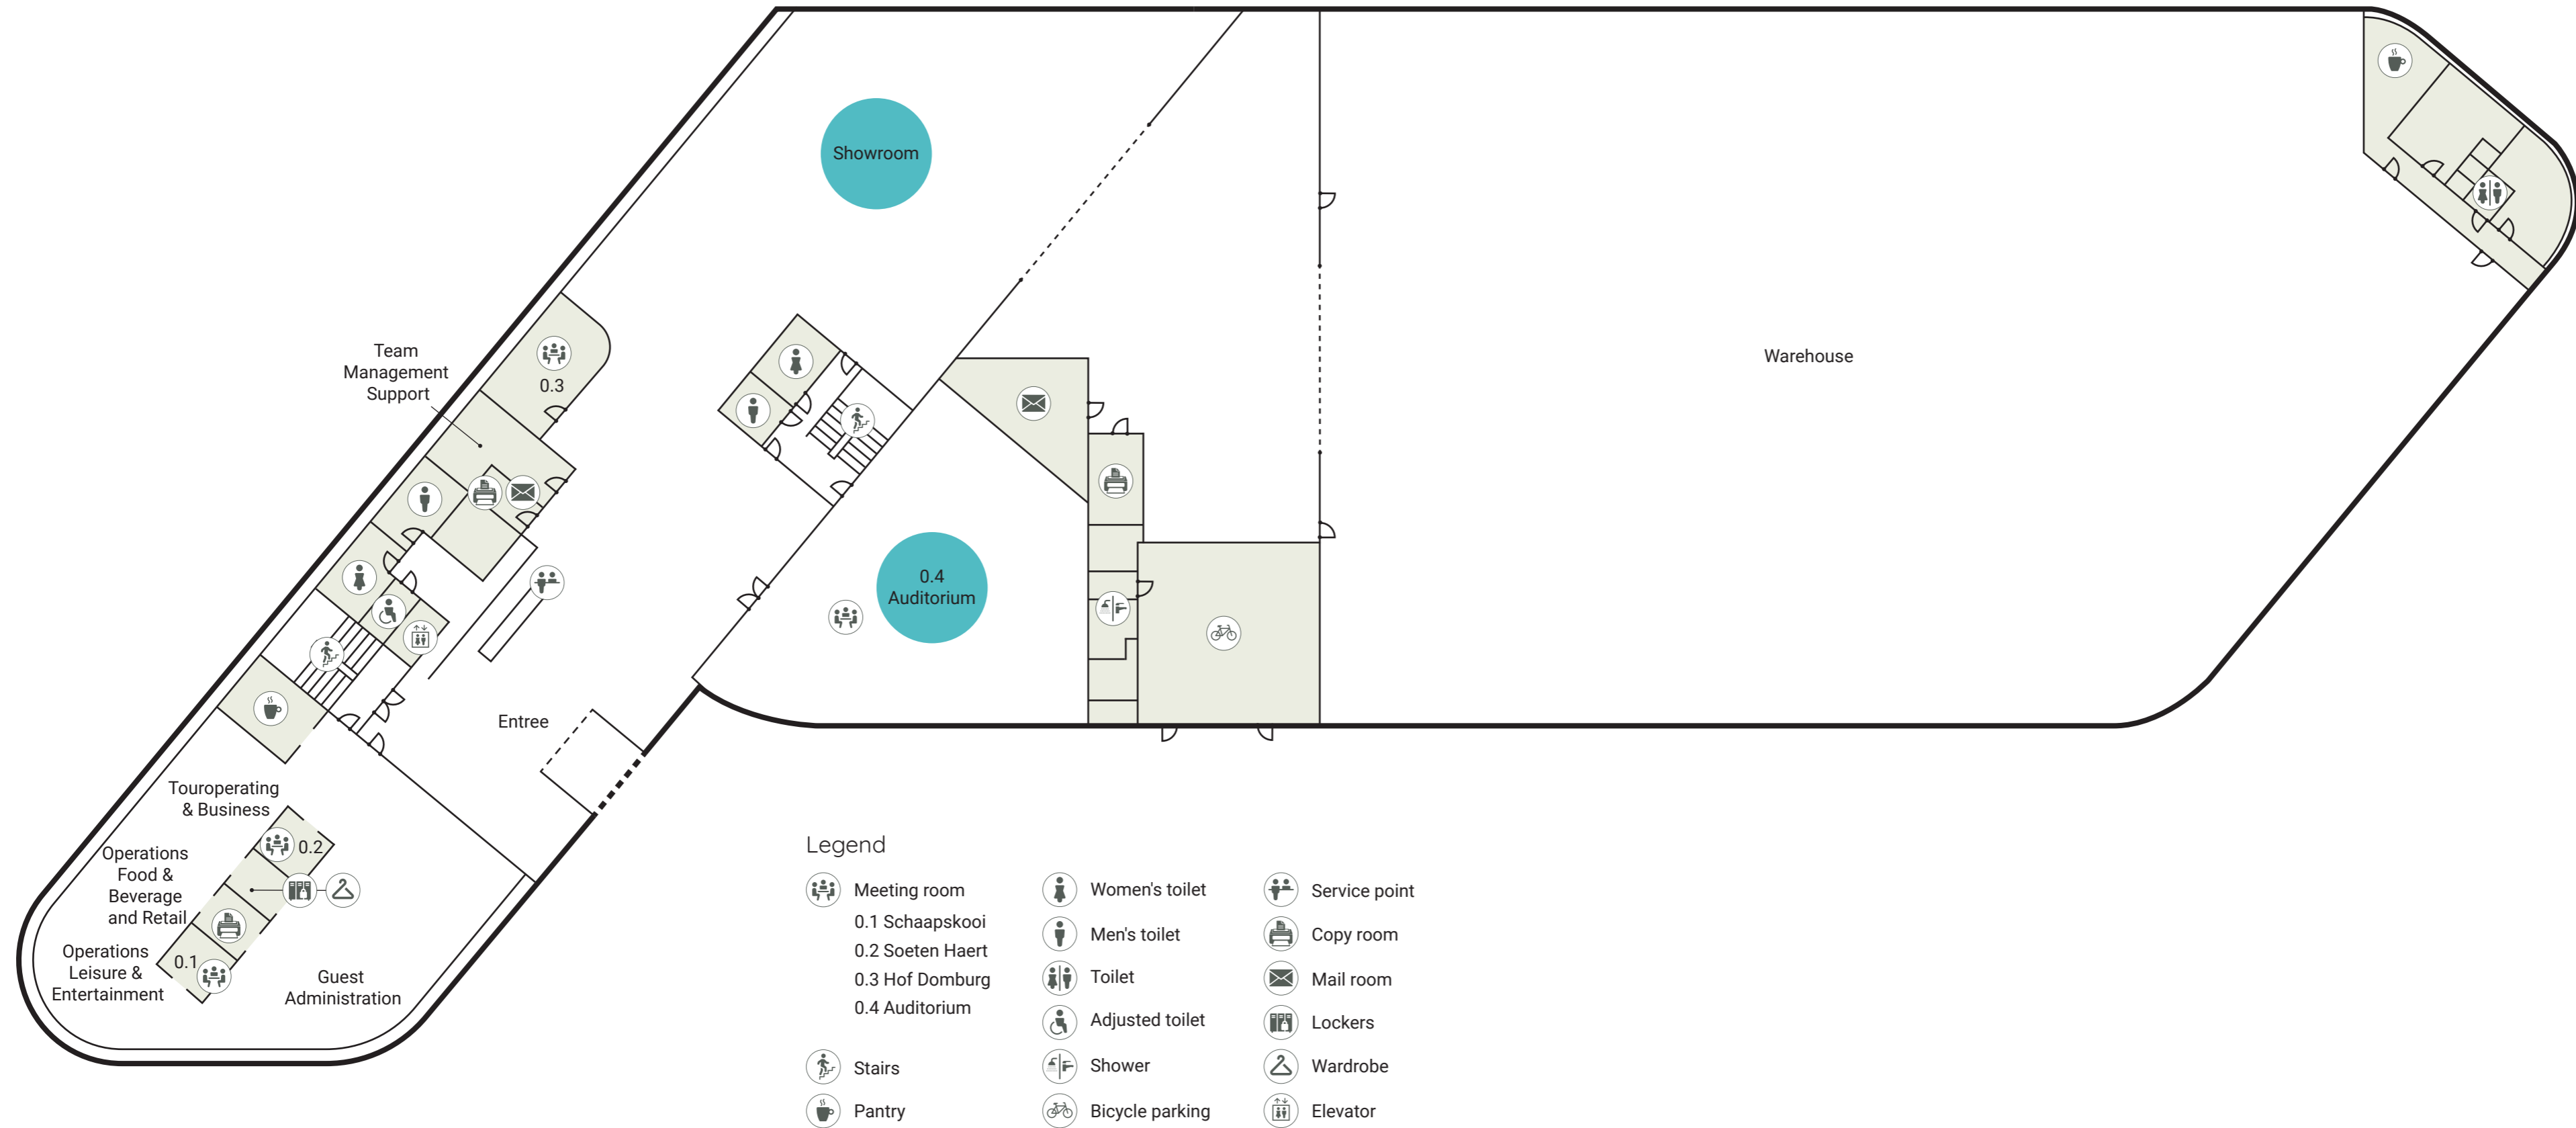 Showroom
Warehouse
Team
Management
Support
0.3
0.4
Auditorium
Entree
Touroperating
& Business
0.2
Operations
Food &
Beverage
and Retail
0.1
Operations
Leisure &
Entertainment
Guest
Administration
Legend
Meeting room
0.1 Schaapskooi
0.2 Soeten Haert
0.3 Hof Domburg
0.4 Auditorium
Stairs
Pantry
Women's toilet
Men's toilet
Toilet
Adjusted toilet
Shower
Bicycle parking
Service point
Copy room
Mail room
Lockers
Wardrobe
Elevator